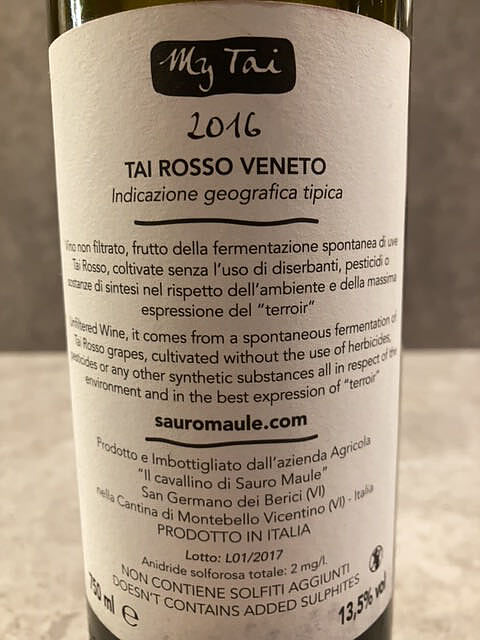 My Tai
2016
TAI ROSSO VENETO
Indicazione geografica tipica
Vino non filtrato, frutto della fermentazione spontanea di uve
Tai Rosso, coltivate senza l'uso di diserbanti, pesticidi o
sostanze di sintesi nel rispetto dell'ambiente e della massima
espressione del "terroir"
Unfiltered Wine, it comes from a spontaneous fermentation of
Tai Rosso grapes, cultivated without the use of herbicides,
pesticides or any other synthetic substances all in respect of the
environment and in the best expression of "terroir"
sauromaule.com
Prodotto e Imbottigliato dall'azienda Agricola
"Il cavallino di Sauro Maule"
San Germano dei Berici (VI)
nella Cantina di Montebello Vicentino (VI) - Italia
PRODOTTO IN ITALIA
Lotto: L01/2017
Anidride solforosa totale: 2 mg/l.
NON CONTIENE SOLFITI AGGIUNTI
DOESN'T CONTAINS ADDED SULPHITES
750 ml e
13,5% vol